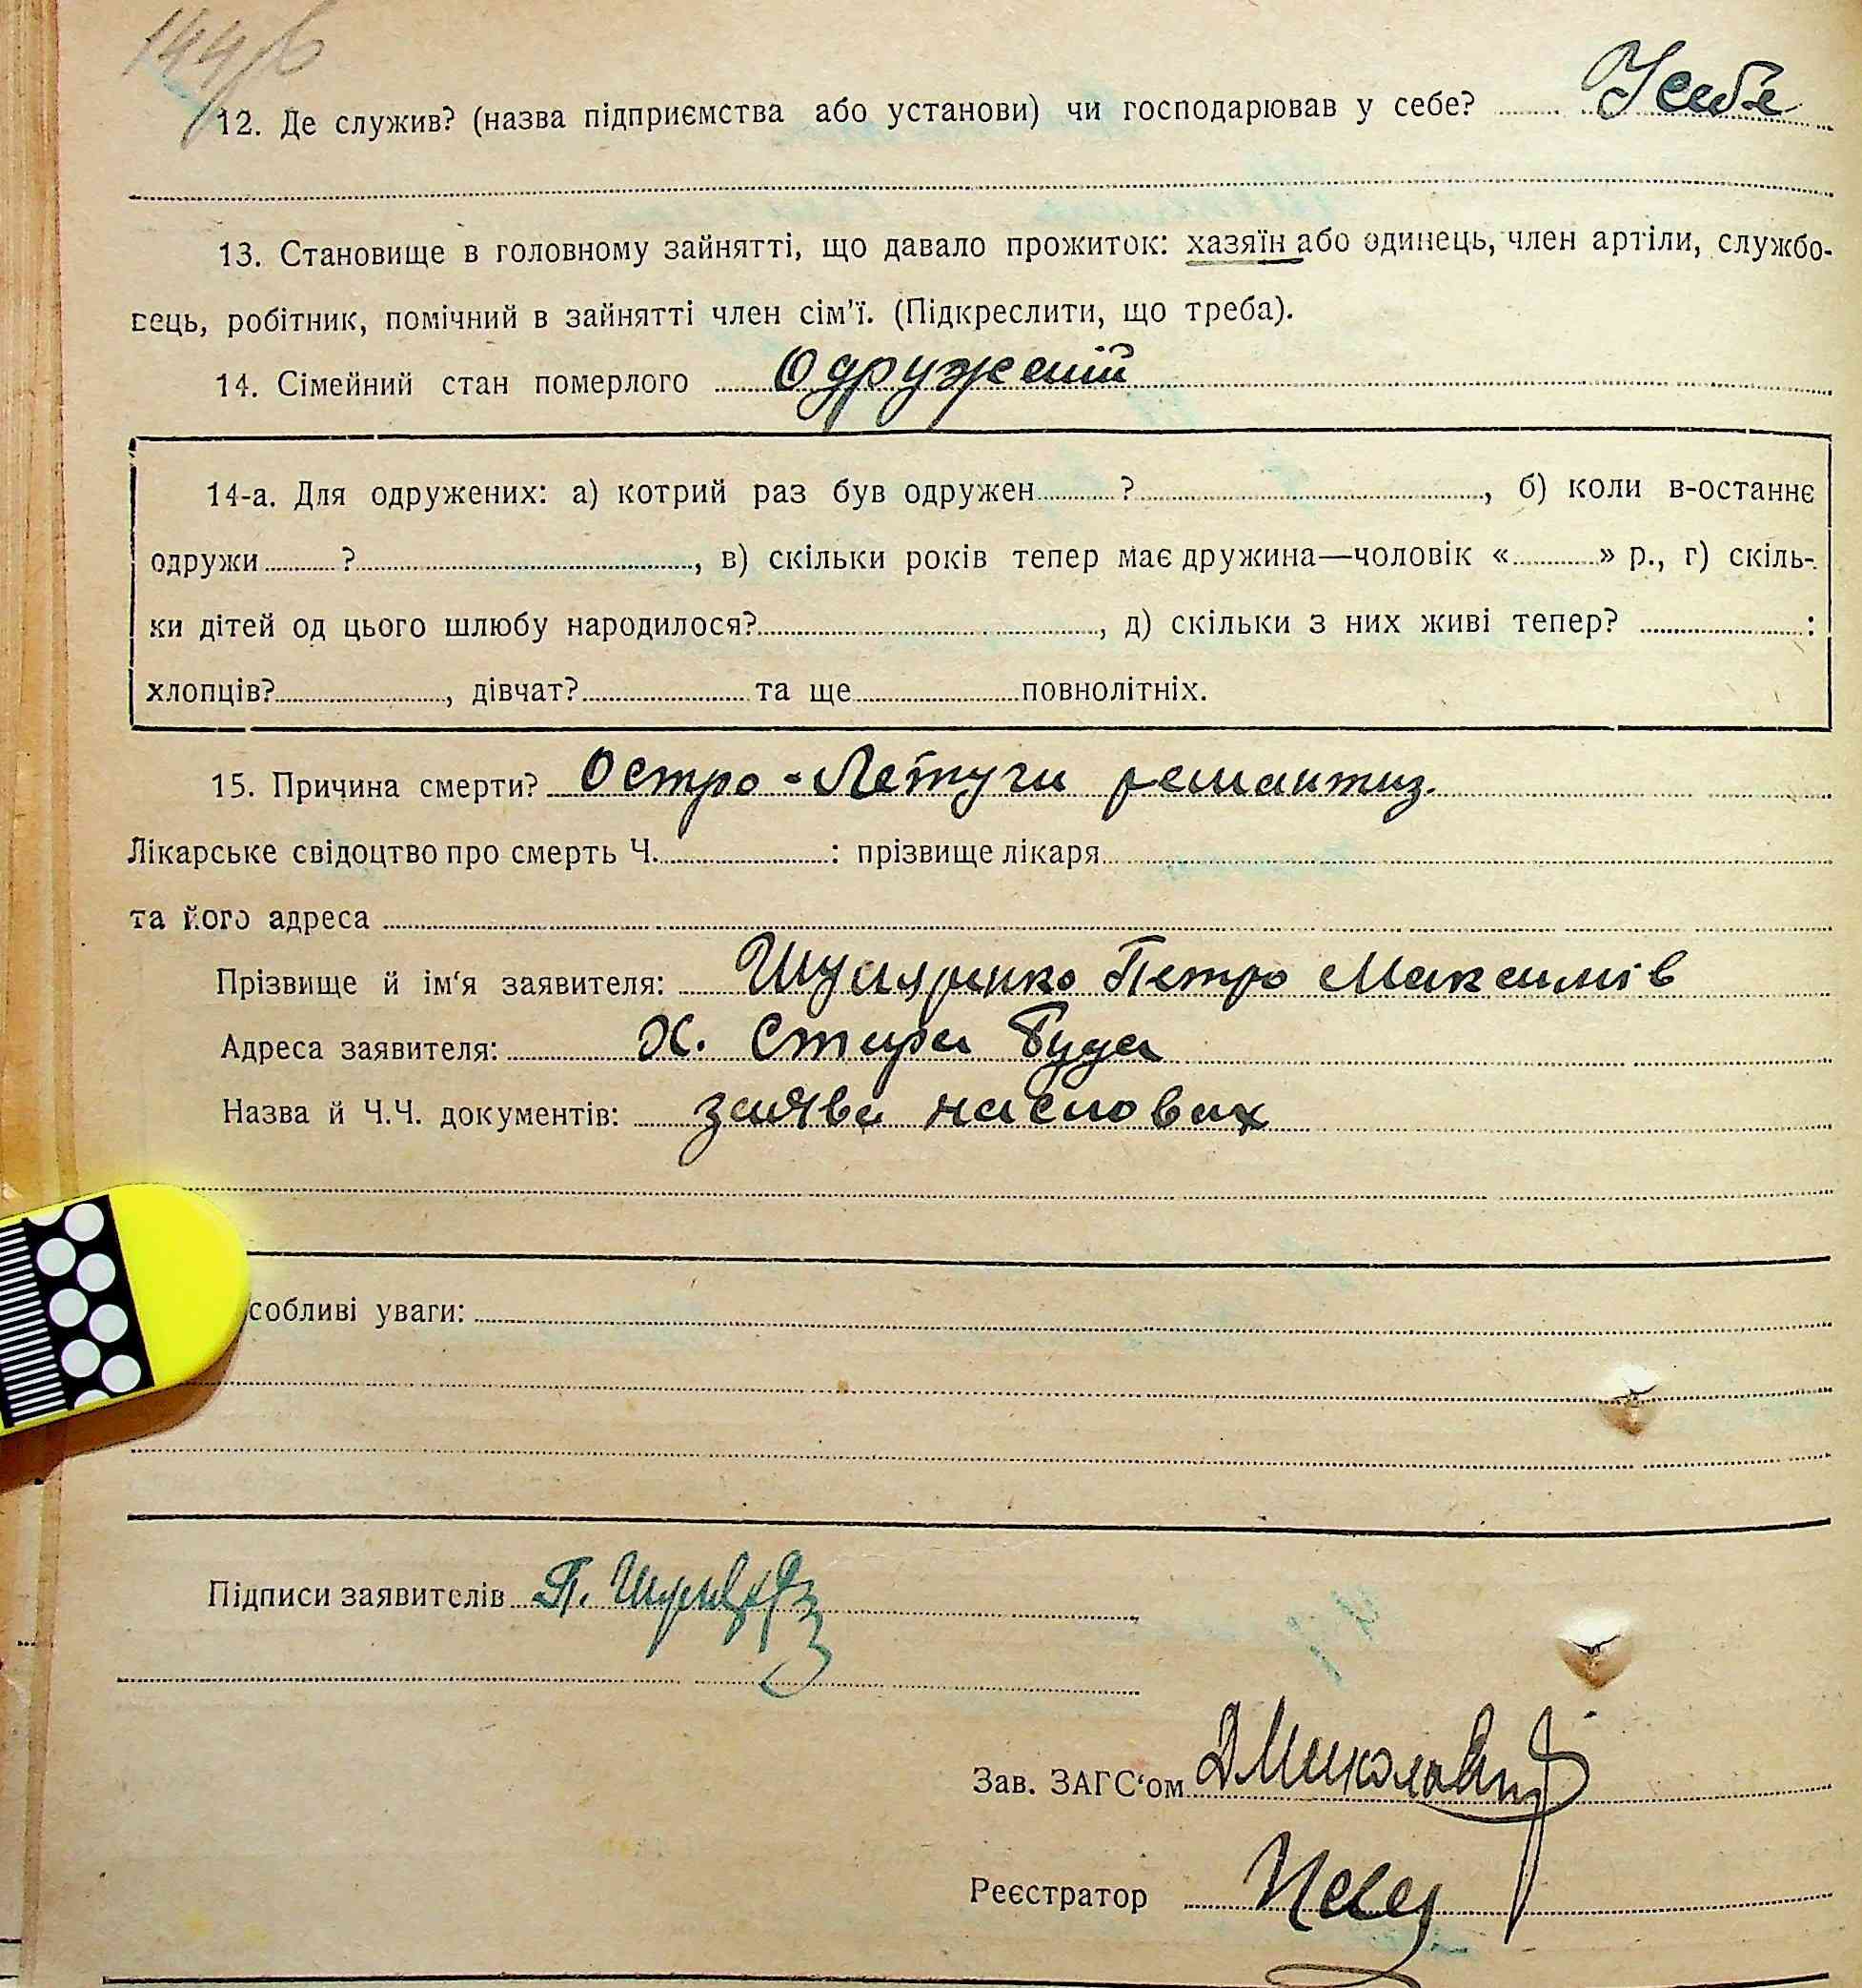 144/в
12. Де служив? (назва підприємства або установи) чи господарював у себе? У себе
13. Становище в головному зайнятті, що давало прожиток: хазяїн або одинець, член артіли, службо-
вець, робітник, помічний в зайнятті член сім'ї. (Підкреслити, що треба).
14. Сімейний стан померлого Одружений
14-а. Для одружених: а) котрий раз був одружен ? , б) коли в-останнє
одружи ? , в) скільки років тепер має дружина—чоловік « » р., г) скіль-
ки дітей од цього шлюбу народилося? , д) скільки з них живі тепер? :
хлопців? , дівчат? та ще повнолітніх.
15. Причина смерти? Остро-Летучи ревматиз.
Лікарське свідоцтво про смерть Ч. : прізвище лікаря
та його адреса
Прізвище й ім'я заявителя: Петро Максимів
Адреса заявителя: Х. Стара Буда
Назва й Ч.Ч. документів: заява на словах
собливі уваги:
Підписи заявителів П.
Зав. ЗАГС'ом
Реєстратор